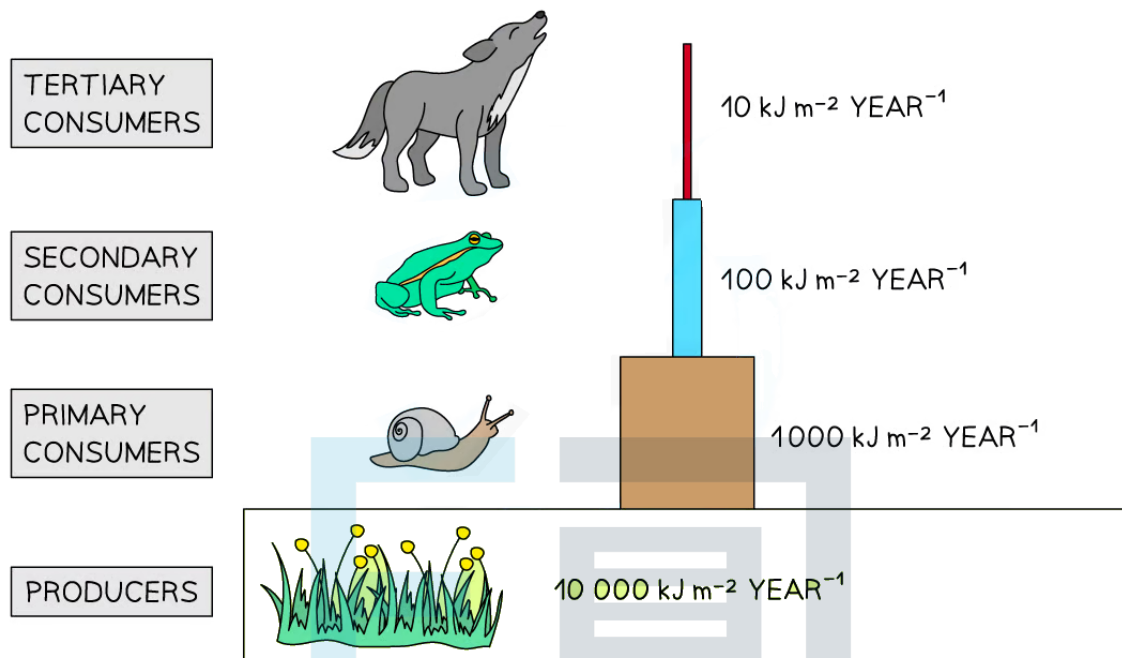 TERTIARY
CONSUMERS
10 kJ m⁻² YEAR⁻¹
SECONDARY
CONSUMERS
100 kJ m⁻² YEAR⁻¹
PRIMARY
CONSUMERS
1000 kJ m⁻² YEAR⁻¹
PRODUCERS
10 000 kJ m⁻² YEAR⁻¹